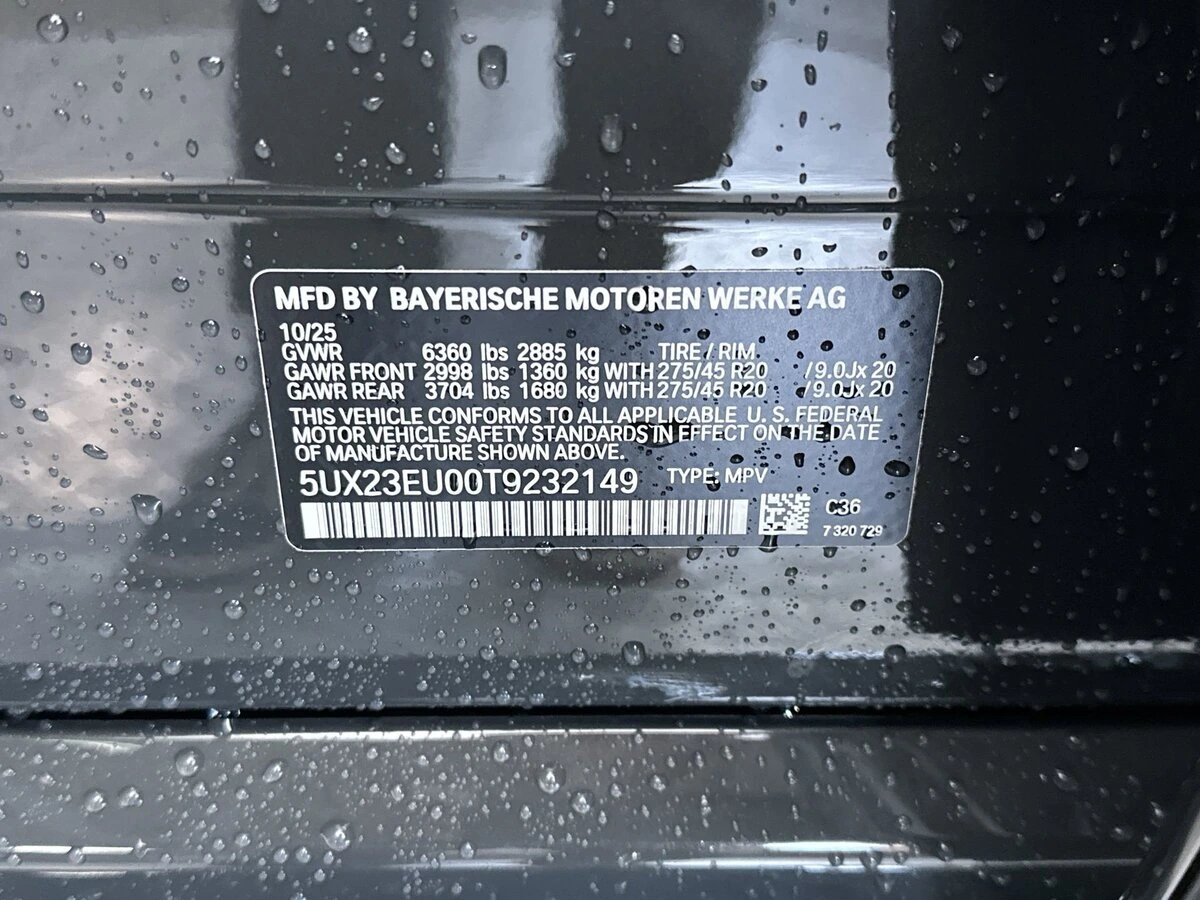 MFD BY BAYERISCHE MOTOREN WERKE AG
10/25
GVWR 6360 lbs 2885 kg TIRE / RIM
GAWR FRONT 2998 lbs 1360 kg WITH 275/45 R20 / 9.0Jx 20
GAWR REAR 3704 lbs 1680 kg WITH 275/45 R20 / 9.0Jx 20
THIS VEHICLE CONFORMS TO ALL APPLICABLE U. S. FEDERAL
MOTOR VEHICLE SAFETY STANDARDS IN EFFECT ON THE DATE
OF MANUFACTURE SHOWN ABOVE.
5UX23EU00T9232149 TYPE: MPV
C36
7 320 729